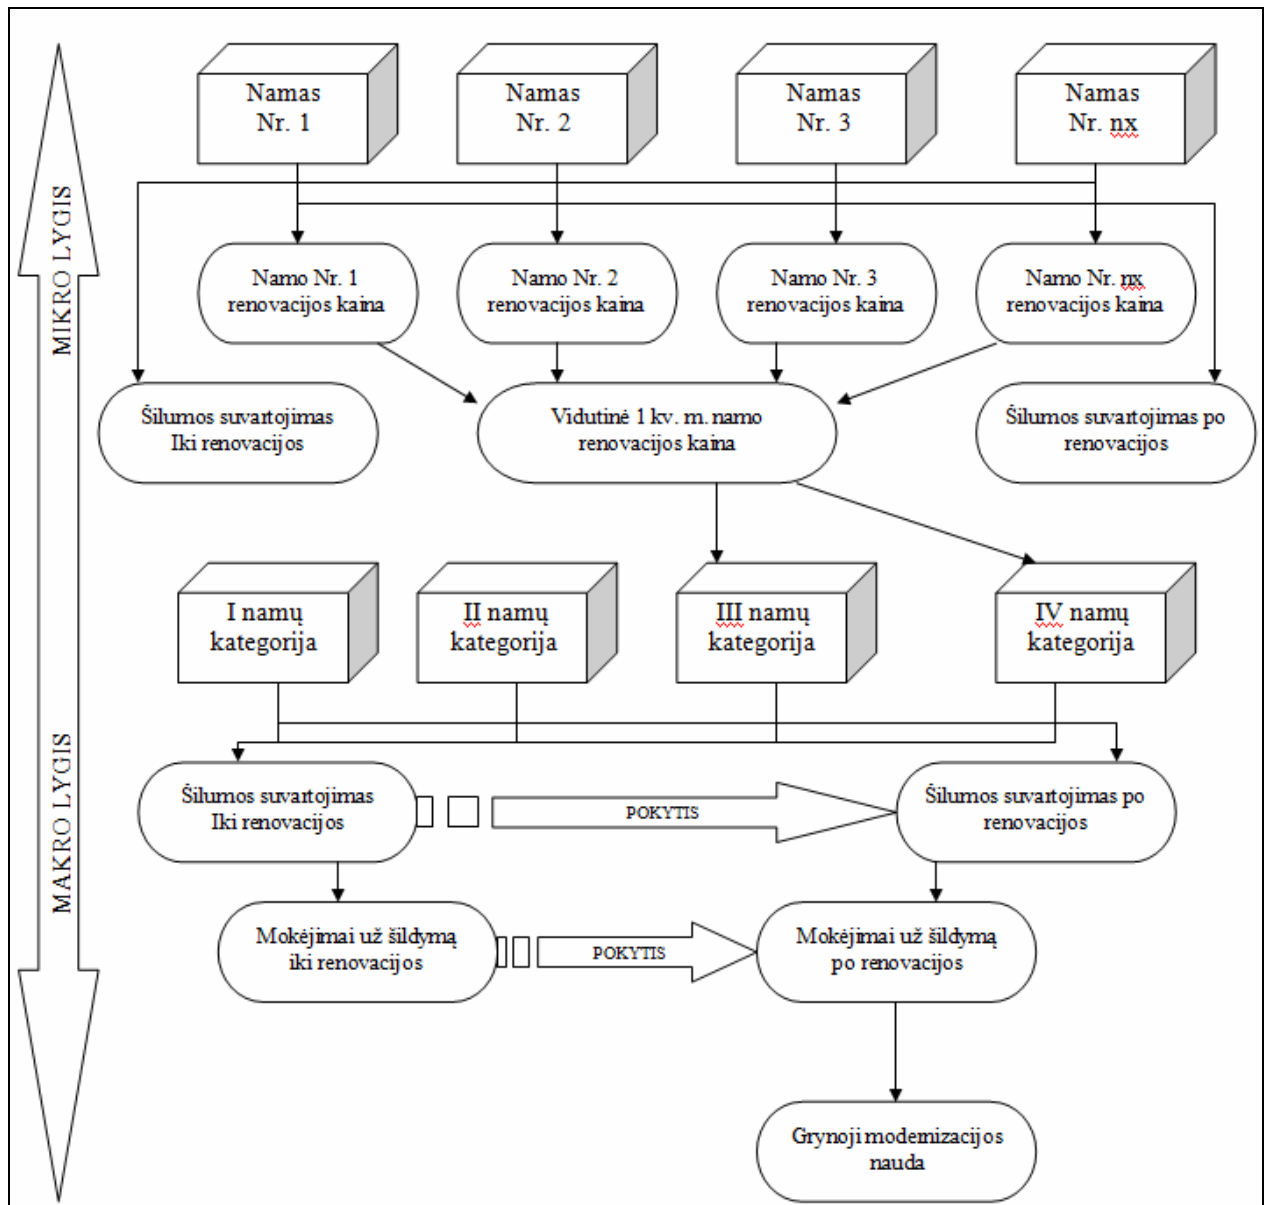 Namas
Nr. 1
Namas
Nr. 2
Namas
Nr. 3
Namas
Nr. nx
MIKRO LYGIS
Namo Nr. 1
renovacijos kaina
Namo Nr. 2
renovacijos kaina
Namo Nr. 3
renovacijos kaina
Namo Nr. nx
renovacijos kaina
Šilumos suvartojimas
Iki renovacijos
Vidutinė 1 kv. m. namo
renovacijos kaina
Šilumos suvartojimas po
renovacijos
I namų
kategorija
II namų
kategorija
III namų
kategorija
IV namų
kategorija
MAKRO LYGIS
Šilumos suvartojimas
Iki renovacijos
POKYTIS
Šilumos suvartojimas po
renovacijos
Mokėjimai už šildymą
iki renovacijos
POKYTIS
Mokėjimai už šildymą
po renovacijos
Grynoji modernizacijos
nauda